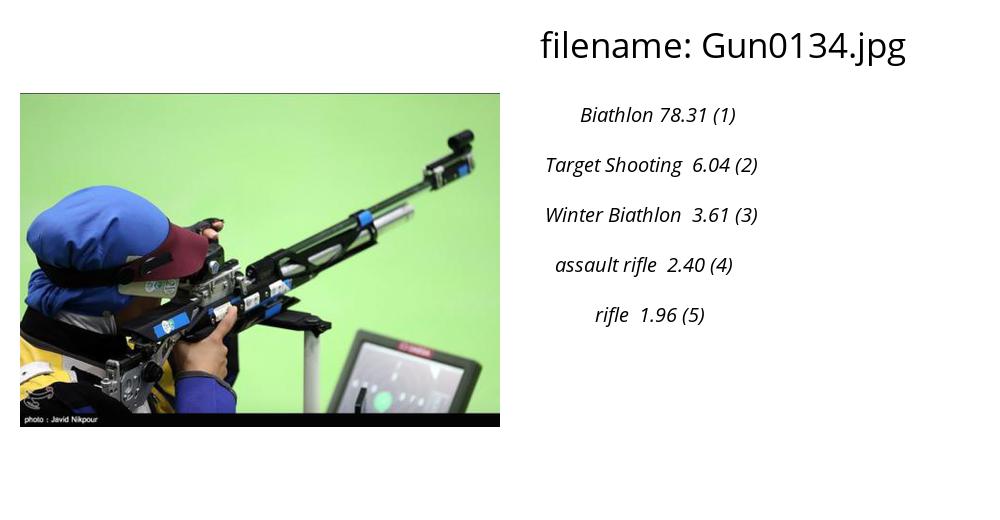 filename: Gun0134.jpg
Biathlon 78.31 (1)
Target Shooting 6.04 (2)
Winter Biathlon 3.61 (3)
assault rifle 2.40 (4)
rifle 1.96 (5)
photo : Javid Nikpour